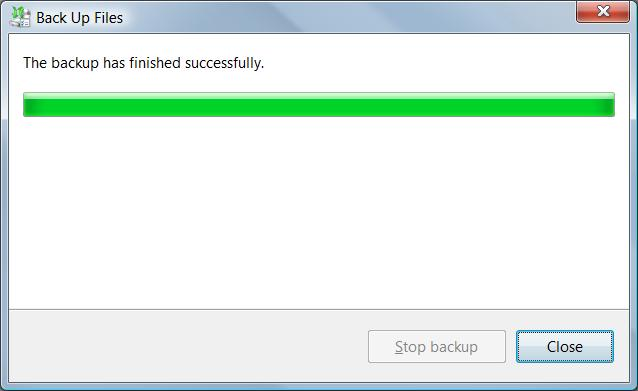 Back Up Files
The backup has finished successfully.
Stop backup Close